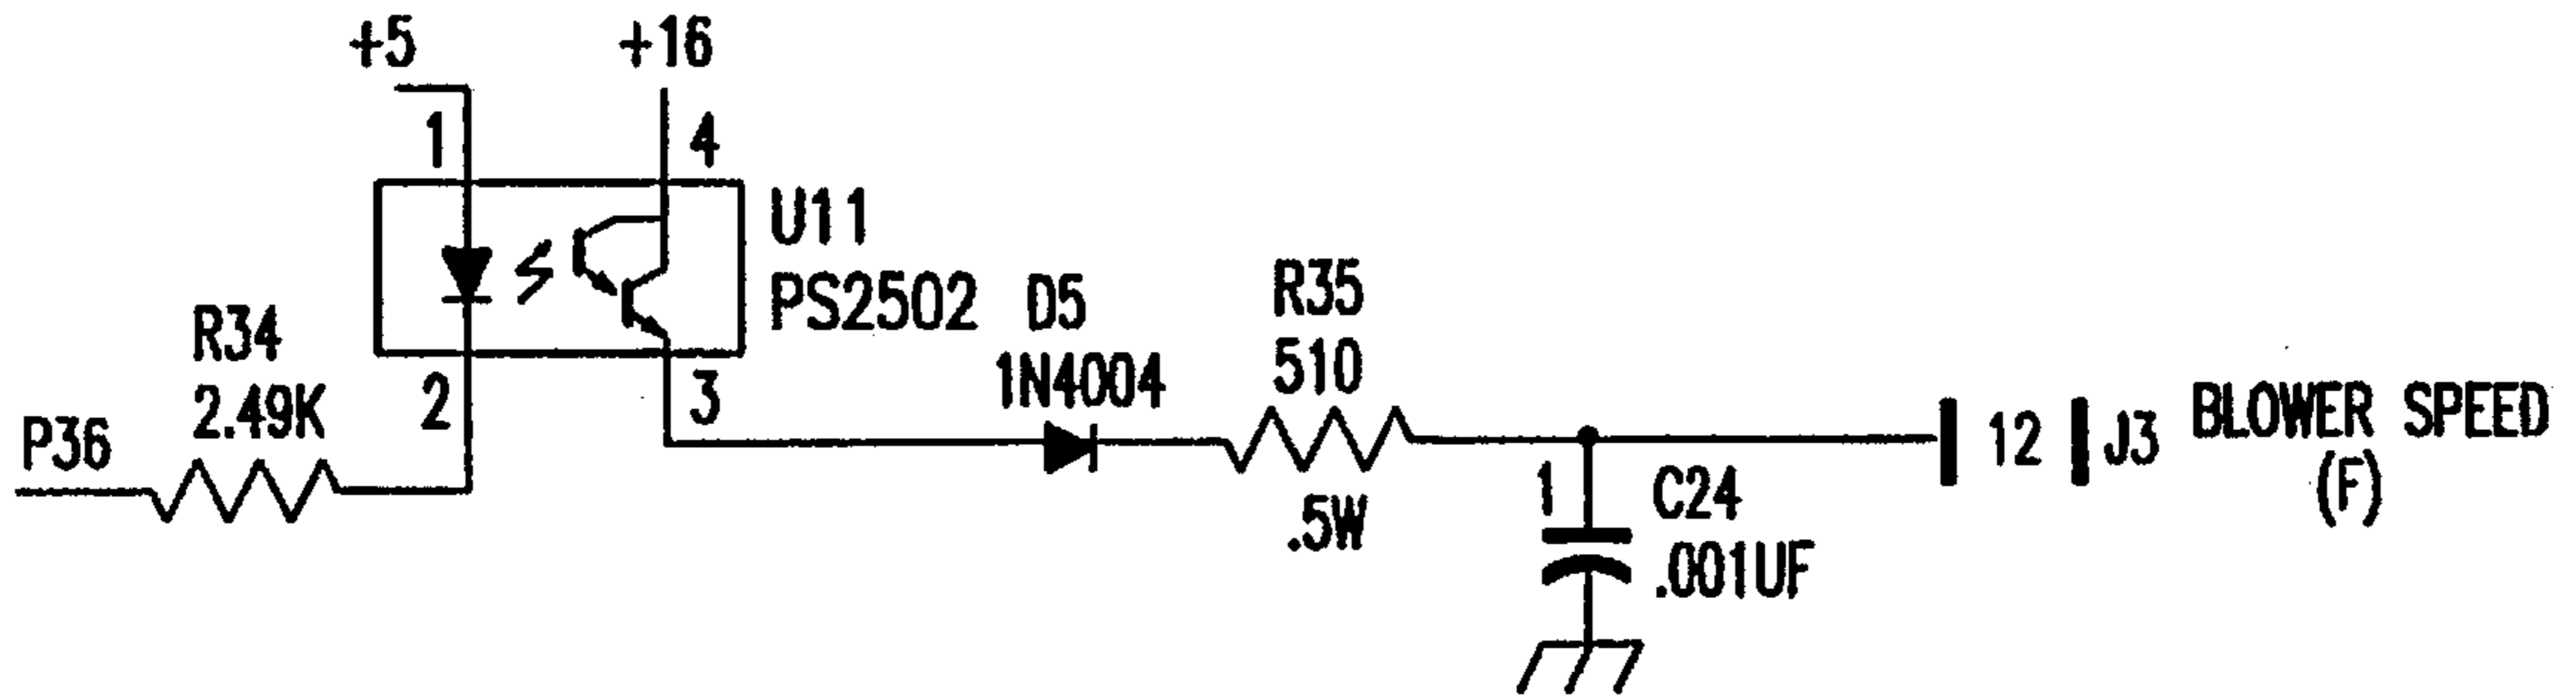 +5
+16
1
4
U11
PS2502
D5
1N4004
R35
510
.5W
R34
2.49K
2
3
P36
1
C24
.001UF
12
J3
BLOWER SPEED
(F)